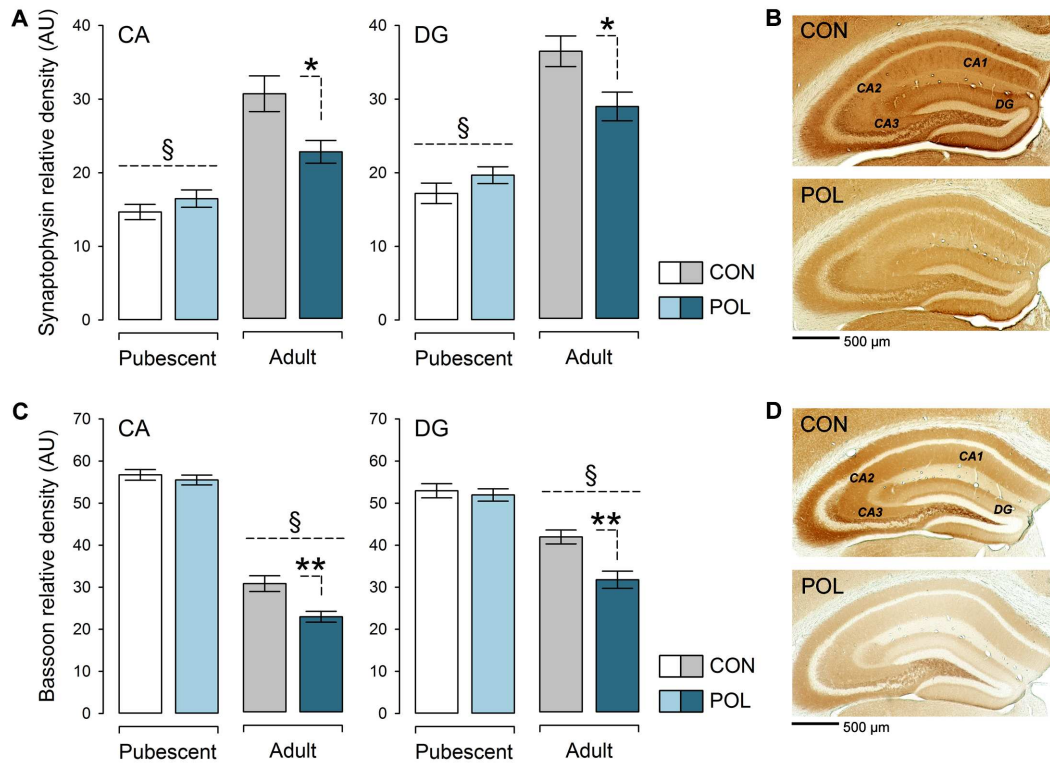 A
Synaptophysin relative density (AU)
CA
40
30
20
10
0
§
*
Pubescent
Adult
DG
40
30
20
10
0
§
*
Pubescent
Adult
CON
POL
B
CON
CA1
CA2
CA3
DG
POL
500 µm
C
Bassoon relative density (AU)
CA
70
60
50
40
30
20
10
0
§
**
Pubescent
Adult
DG
70
60
50
40
30
20
10
0
§
**
Pubescent
Adult
CON
POL
D
CON
CA1
CA2
CA3
DG
POL
500 µm